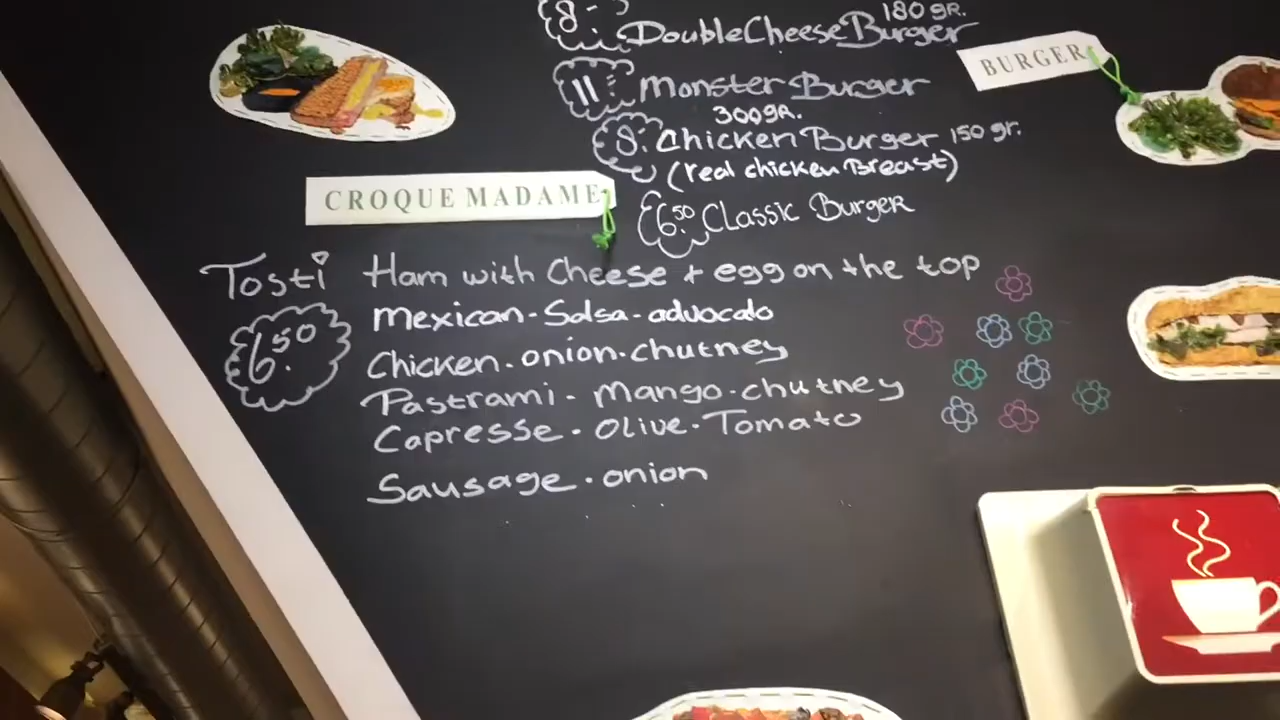 8.- DoubleCheeseBurger 180 gR.
BURGER
11.- Monster Burger
300gR.
8.- Chicken Burger 150 gr.
(real chicken Breast)
CROQUE MADAME
6.50 Classic Burger
Tosti Ham with Cheese + egg on the top
6.50 Mexican - Salsa - advocado
Chicken . onion . chutney
Pastrami - Mango . chutney
Capresse . Olive . Tomato
Sausage . onion